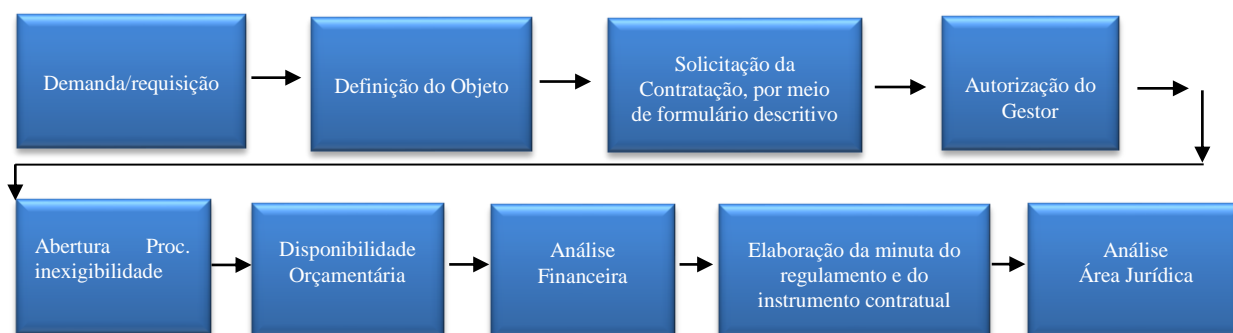 Demanda/requisição
Definição do Objeto
Solicitação da
Contratação, por meio
de formulário descritivo
Autorização do
Gestor
Abertura Proc.
inexigibilidade
Disponibilidade
Orçamentária
Análise
Financeira
Elaboração da minuta do
regulamento e do
instrumento contratual
Análise
Área Jurídica